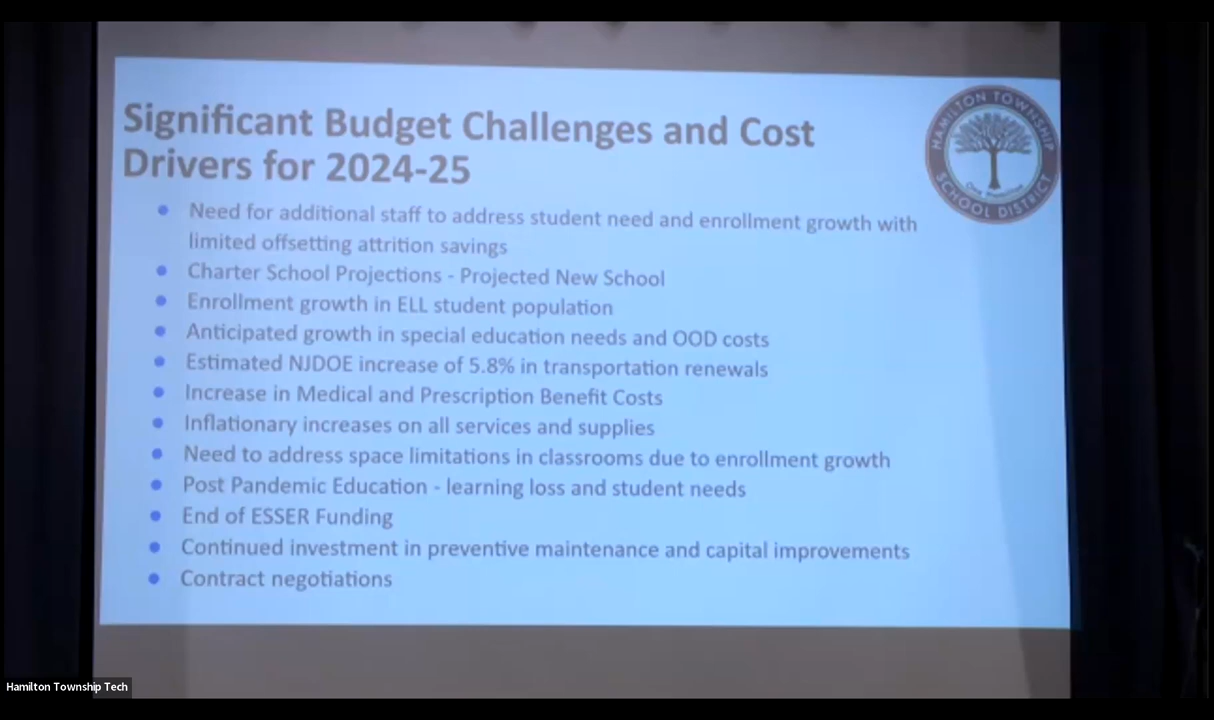 Significant Budget Challenges and Cost
Drivers for 2024-25
HAMILTON TOWNSHIP
SCHOOL DISTRICT
● Need for additional staff to address student need and enrollment growth with
limited offsetting attrition savings
● Charter School Projections - Projected New School
● Enrollment growth in ELL student population
● Anticipated growth in special education needs and OOD costs
● Estimated NJDOE increase of 5.8% in transportation renewals
● Increase in Medical and Prescription Benefit Costs
● Inflationary increases on all services and supplies
● Need to address space limitations in classrooms due to enrollment growth
● Post Pandemic Education - learning loss and student needs
● End of ESSER Funding
● Continued investment in preventive maintenance and capital improvements
● Contract negotiations
Hamilton Township Tech